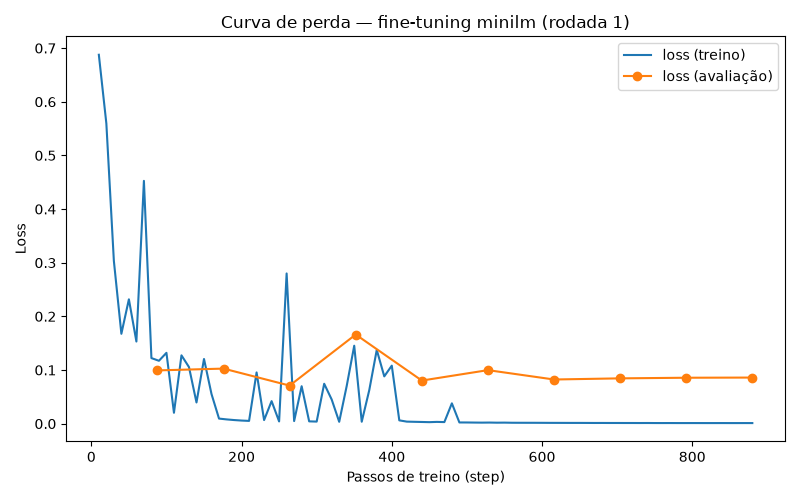 Curva de perda — fine-tuning minilm (rodada 1)
loss (treino)
loss (avaliação)
0.7
0.6
0.5
0.4
0.3
0.2
0.1
0.0
Loss
0
200
400
600
800
Passos de treino (step)